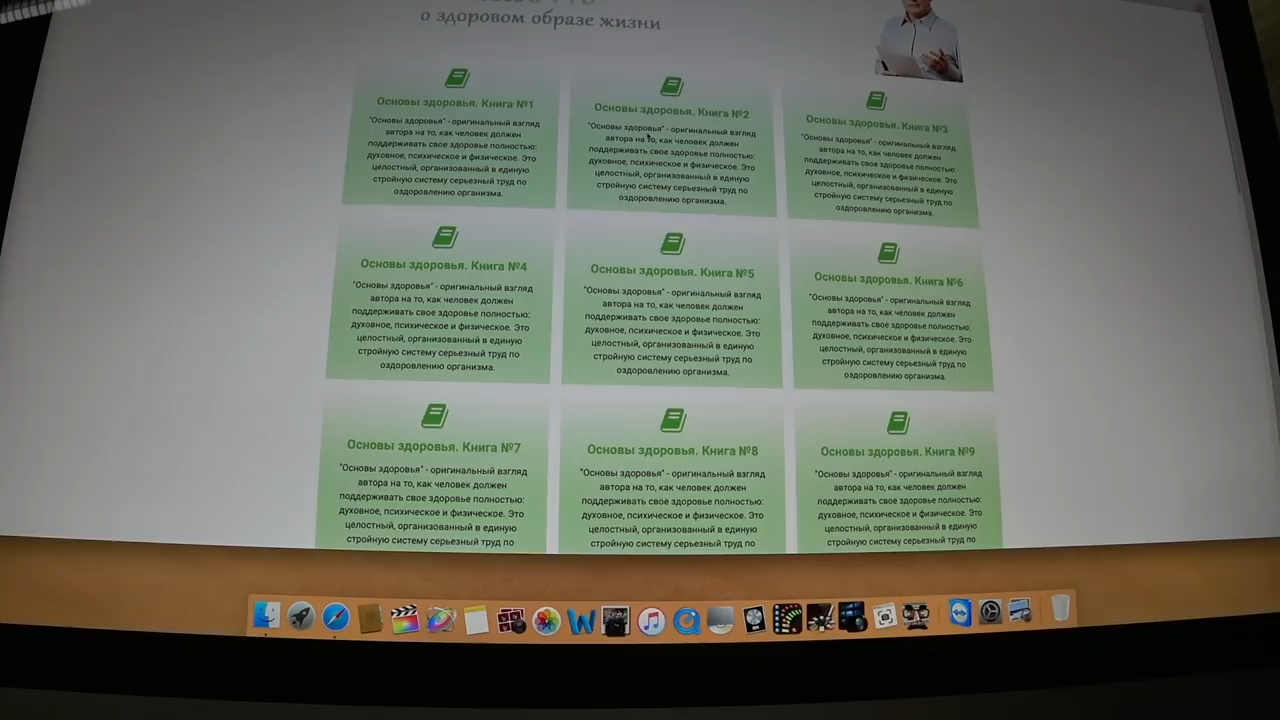 о здоровом образе жизни
Основы здоровья. Книга №1
"Основы здоровья" - оригинальный взгляд
автора на то, как человек должен
поддерживать свое здоровье полностью:
духовное, психическое и физическое. Это
целостный, организованный в единую
стройную систему серьезный труд по
оздоровлению организма.
Основы здоровья. Книга №2
"Основы здоровья" - оригинальный взгляд
автора на то, как человек должен
поддерживать свое здоровье полностью:
духовное, психическое и физическое. Это
целостный, организованный в единую
стройную систему серьезный труд по
оздоровлению организма.
Основы здоровья. Книга №3
"Основы здоровья" - оригинальный взгляд
автора на то, как человек должен
поддерживать свое здоровье полностью:
духовное, психическое и физическое. Это
целостный, организованный в единую
стройную систему серьезный труд по
оздоровлению организма.
Основы здоровья. Книга №4
"Основы здоровья" - оригинальный взгляд
автора на то, как человек должен
поддерживать свое здоровье полностью:
духовное, психическое и физическое. Это
целостный, организованный в единую
стройную систему серьезный труд по
оздоровлению организма.
Основы здоровья. Книга №5
"Основы здоровья" - оригинальный взгляд
автора на то, как человек должен
поддерживать свое здоровье полностью:
духовное, психическое и физическое. Это
целостный, организованный в единую
стройную систему серьезный труд по
оздоровлению организма.
Основы здоровья. Книга №6
"Основы здоровья" - оригинальный взгляд
автора на то, как человек должен
поддерживать свое здоровье полностью:
духовное, психическое и физическое. Это
целостный, организованный в единую
стройную систему серьезный труд по
оздоровлению организма.
Основы здоровья. Книга №7
"Основы здоровья" - оригинальный взгляд
автора на то, как человек должен
поддерживать свое здоровье полностью:
духовное, психическое и физическое. Это
целостный, организованный в единую
стройную систему серьезный труд по
Основы здоровья. Книга №8
"Основы здоровья" - оригинальный взгляд
автора на то, как человек должен
поддерживать свое здоровье полностью:
духовное, психическое и физическое. Это
целостный, организованный в единую
стройную систему серьезный труд по
Основы здоровья. Книга №9
"Основы здоровья" - оригинальный взгляд
автора на то, как человек должен
поддерживать свое здоровье полностью:
духовное, психическое и физическое. Это
целостный, организованный в единую
стройную систему серьезный труд по